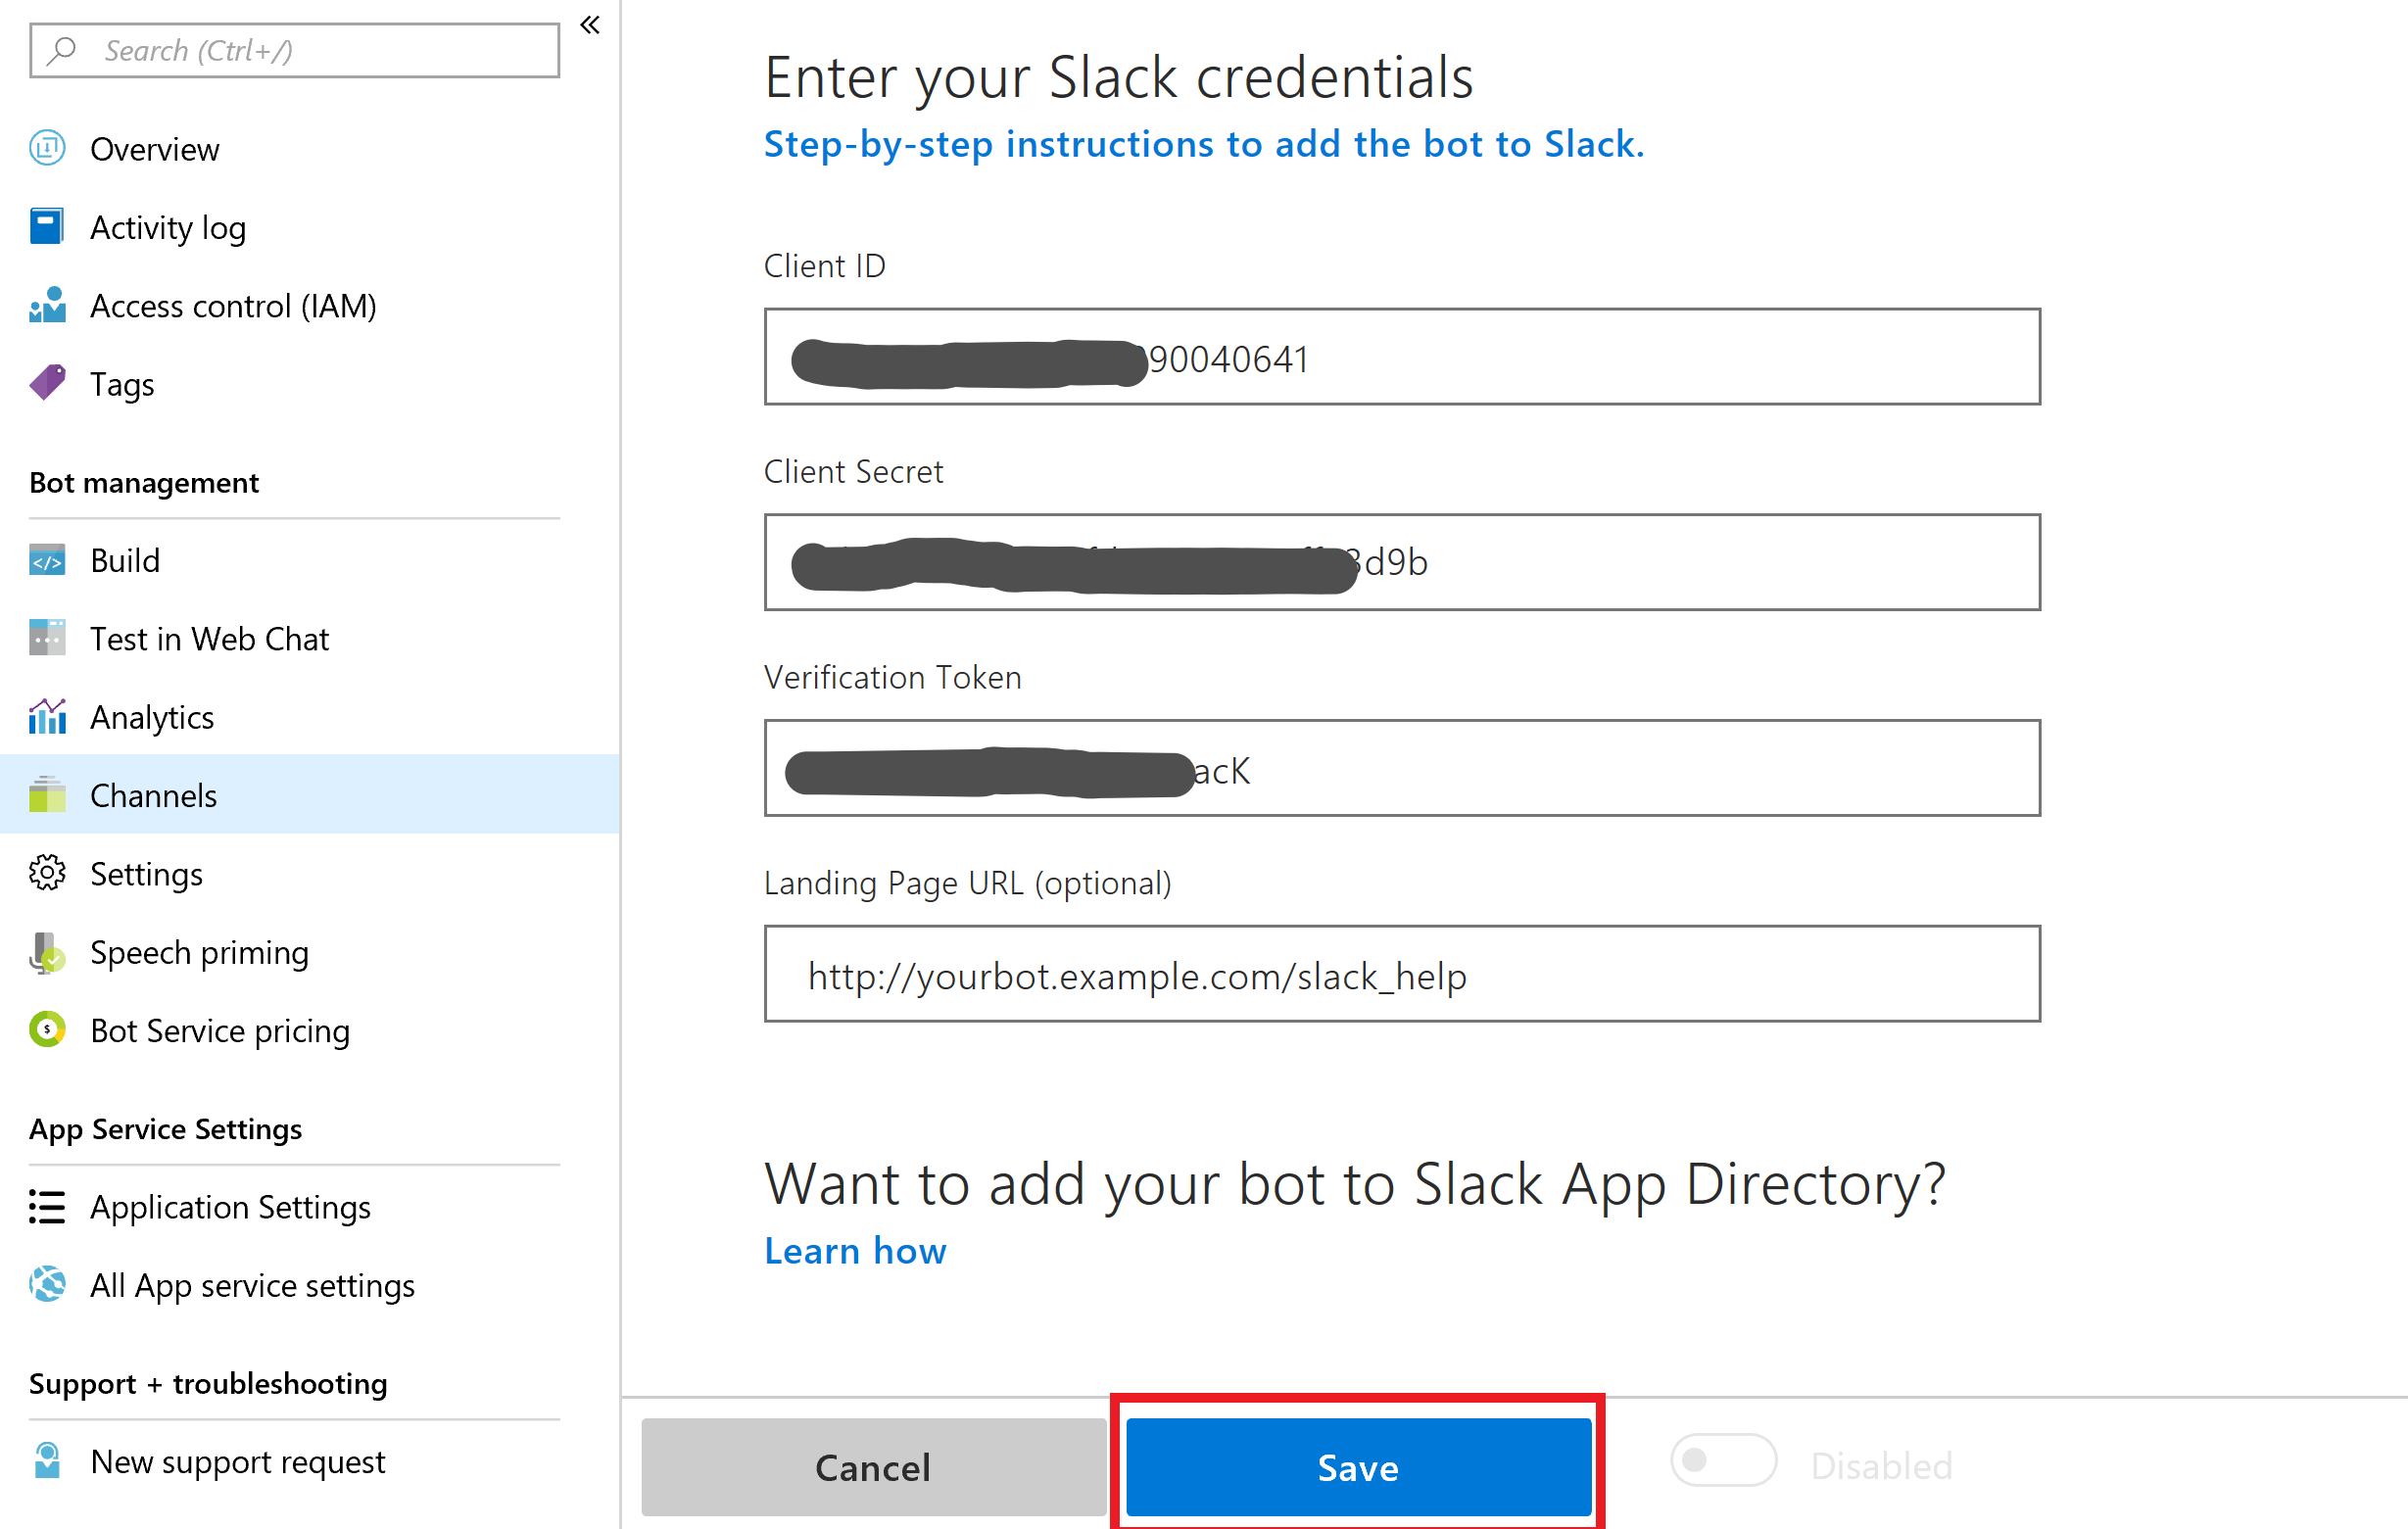 Search (Ctrl+/)
Overview
Activity log
Access control (IAM)
Tags
Bot management
Build
Test in Web Chat
Analytics
Channels
Settings
Speech priming
Bot Service pricing
App Service Settings
Application Settings
All App service settings
Support + troubleshooting
New support request
Enter your Slack credentials
Step-by-step instructions to add the bot to Slack.
Client ID
90040641
Client Secret
3d9b
Verification Token
acK
Landing Page URL (optional)
http://yourbot.example.com/slack_help
Want to add your bot to Slack App Directory?
Learn how
Cancel
Save
Disabled